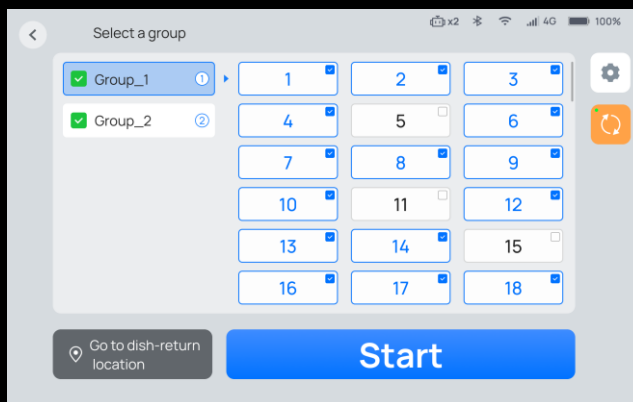 Select a group
x2 4G 100%
Group_1 1
Group_2 2
1 2 3
4 5 6
7 8 9
10 11 12
13 14 15
16 17 18
Go to dish-return
location
Start